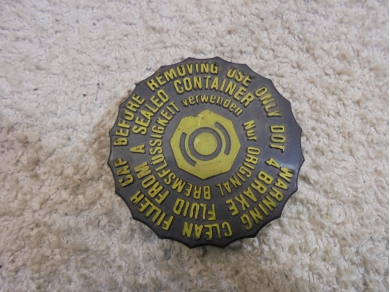 WARNING CLEAN FILLER CAP BEFORE REMOVING USE ONLY DOT 4 BRAKE
FLUID FROM A SEALED CONTAINER
NUR ORIGINAL BREMSFLÜSSIGKEIT verwenden